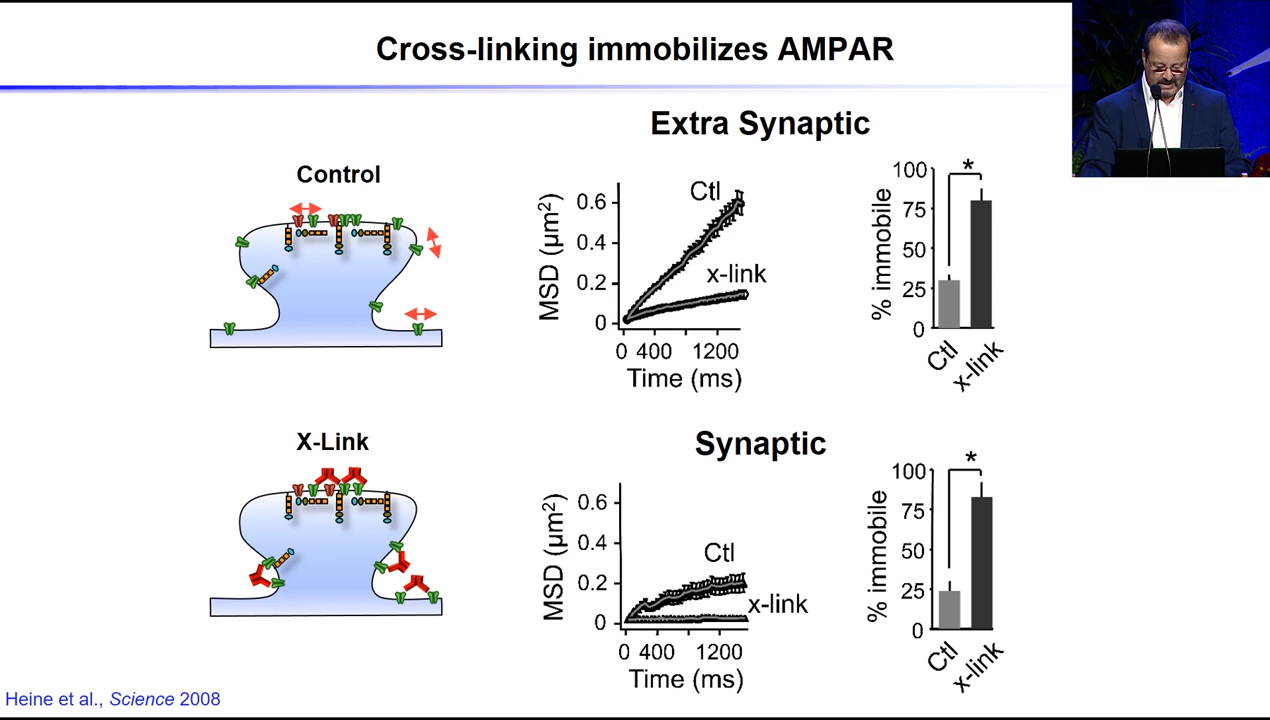 Cross-linking immobilizes AMPAR
Extra Synaptic
Control
MSD (µm²)
0.6
0.4
0.2
0
Ctl
x-link
0 400 1200
Time (ms)
% immobile
100
75
50
25
0
*
Ctl
x-link
Synaptic
X-Link
MSD (µm²)
0.6
0.4
0.2
0
Ctl
x-link
0 400 1200
Time (ms)
% immobile
100
75
50
25
0
*
Ctl
x-link
Heine et al., Science 2008